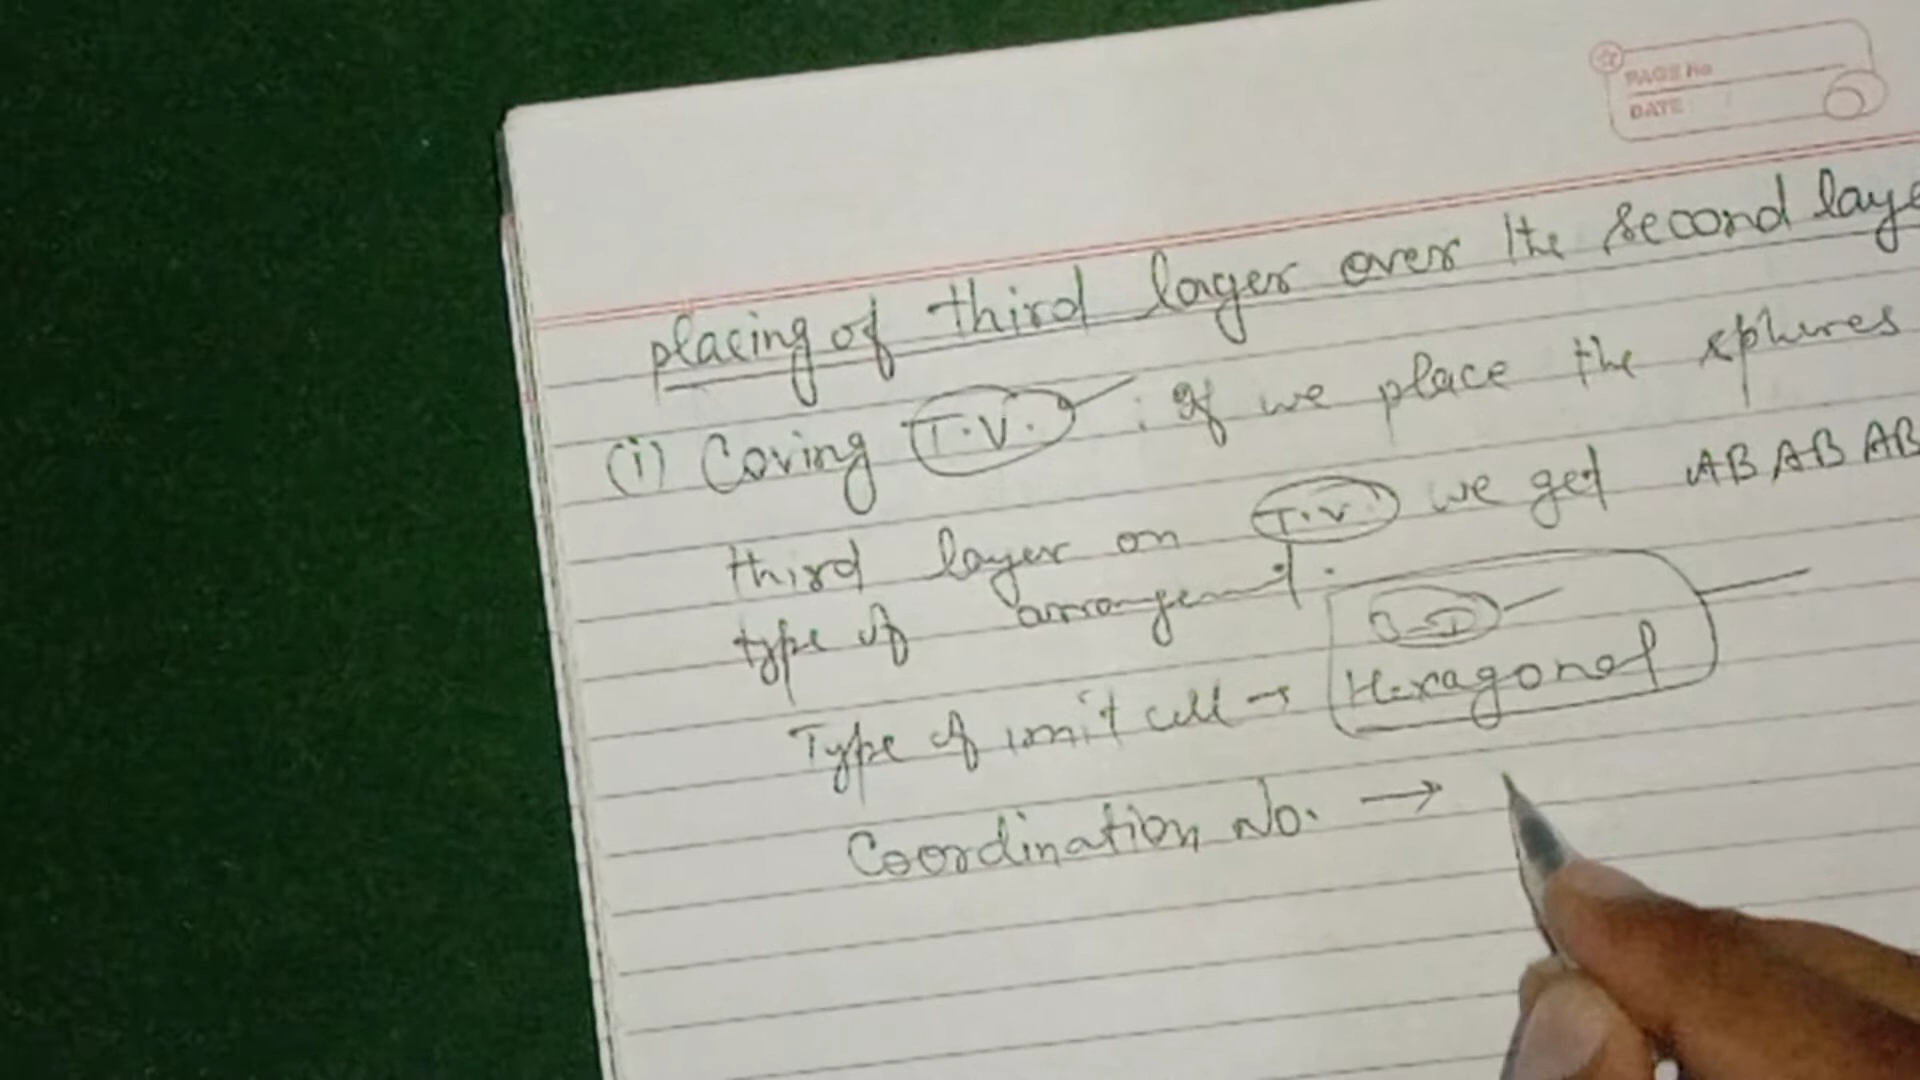 PAGE No
DATE
placing of third layer over the second laye
(i) Coving T.V. : If we place the spheres
third layer on T.V. we get ABABAB
type of arrangement.
3-D
Type of unit cell → Hexagonal
Coordination No. →